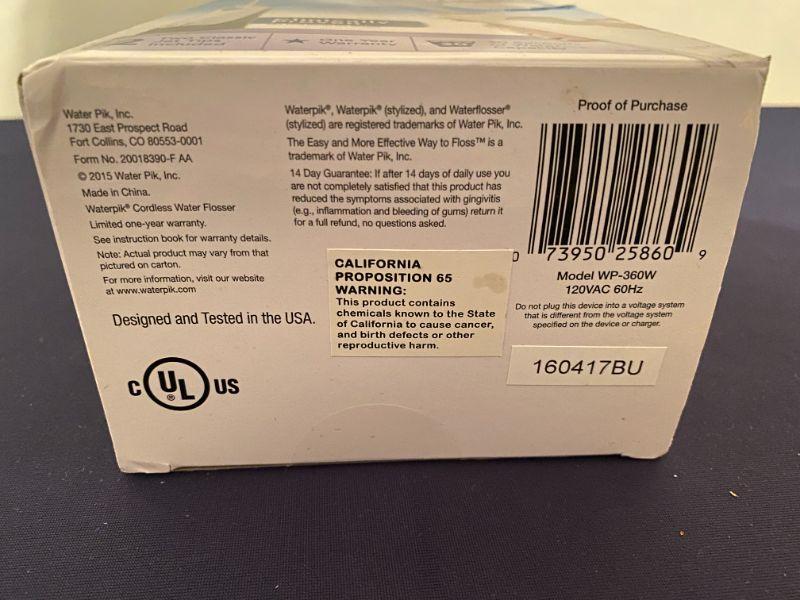 One Year
Warranty
Water Pik, Inc.
1730 East Prospect Road
Fort Collins, CO 80553-0001
Form No. 20018390-F AA
© 2015 Water Pik, Inc.
Made in China.
Waterpik® Cordless Water Flosser
Limited one-year warranty.
See instruction book for warranty details.
Note: Actual product may vary from that
pictured on carton.
For more information, visit our website
at www.waterpik.com
Designed and Tested in the USA.
C UL® US
Waterpik®, Waterpik® (stylized), and Waterflosser®
(stylized) are registered trademarks of Water Pik, Inc.
The Easy and More Effective Way to Floss™ is a
trademark of Water Pik, Inc.
14 Day Guarantee: If after 14 days of daily use you
are not completely satisfied that this product has
reduced the symptoms associated with gingivitis
(e.g., inflammation and bleeding of gums) return it
for a full refund, no questions asked.
CALIFORNIA
PROPOSITION 65
WARNING:
This product contains
chemicals known to the State
of California to cause cancer,
and birth defects or other
reproductive harm.
Proof of Purchase
0 73950 25860 9
Model WP-360W
120VAC 60Hz
Do not plug this device into a voltage system
that is different from the voltage system
specified on the device or charger.
160417BU